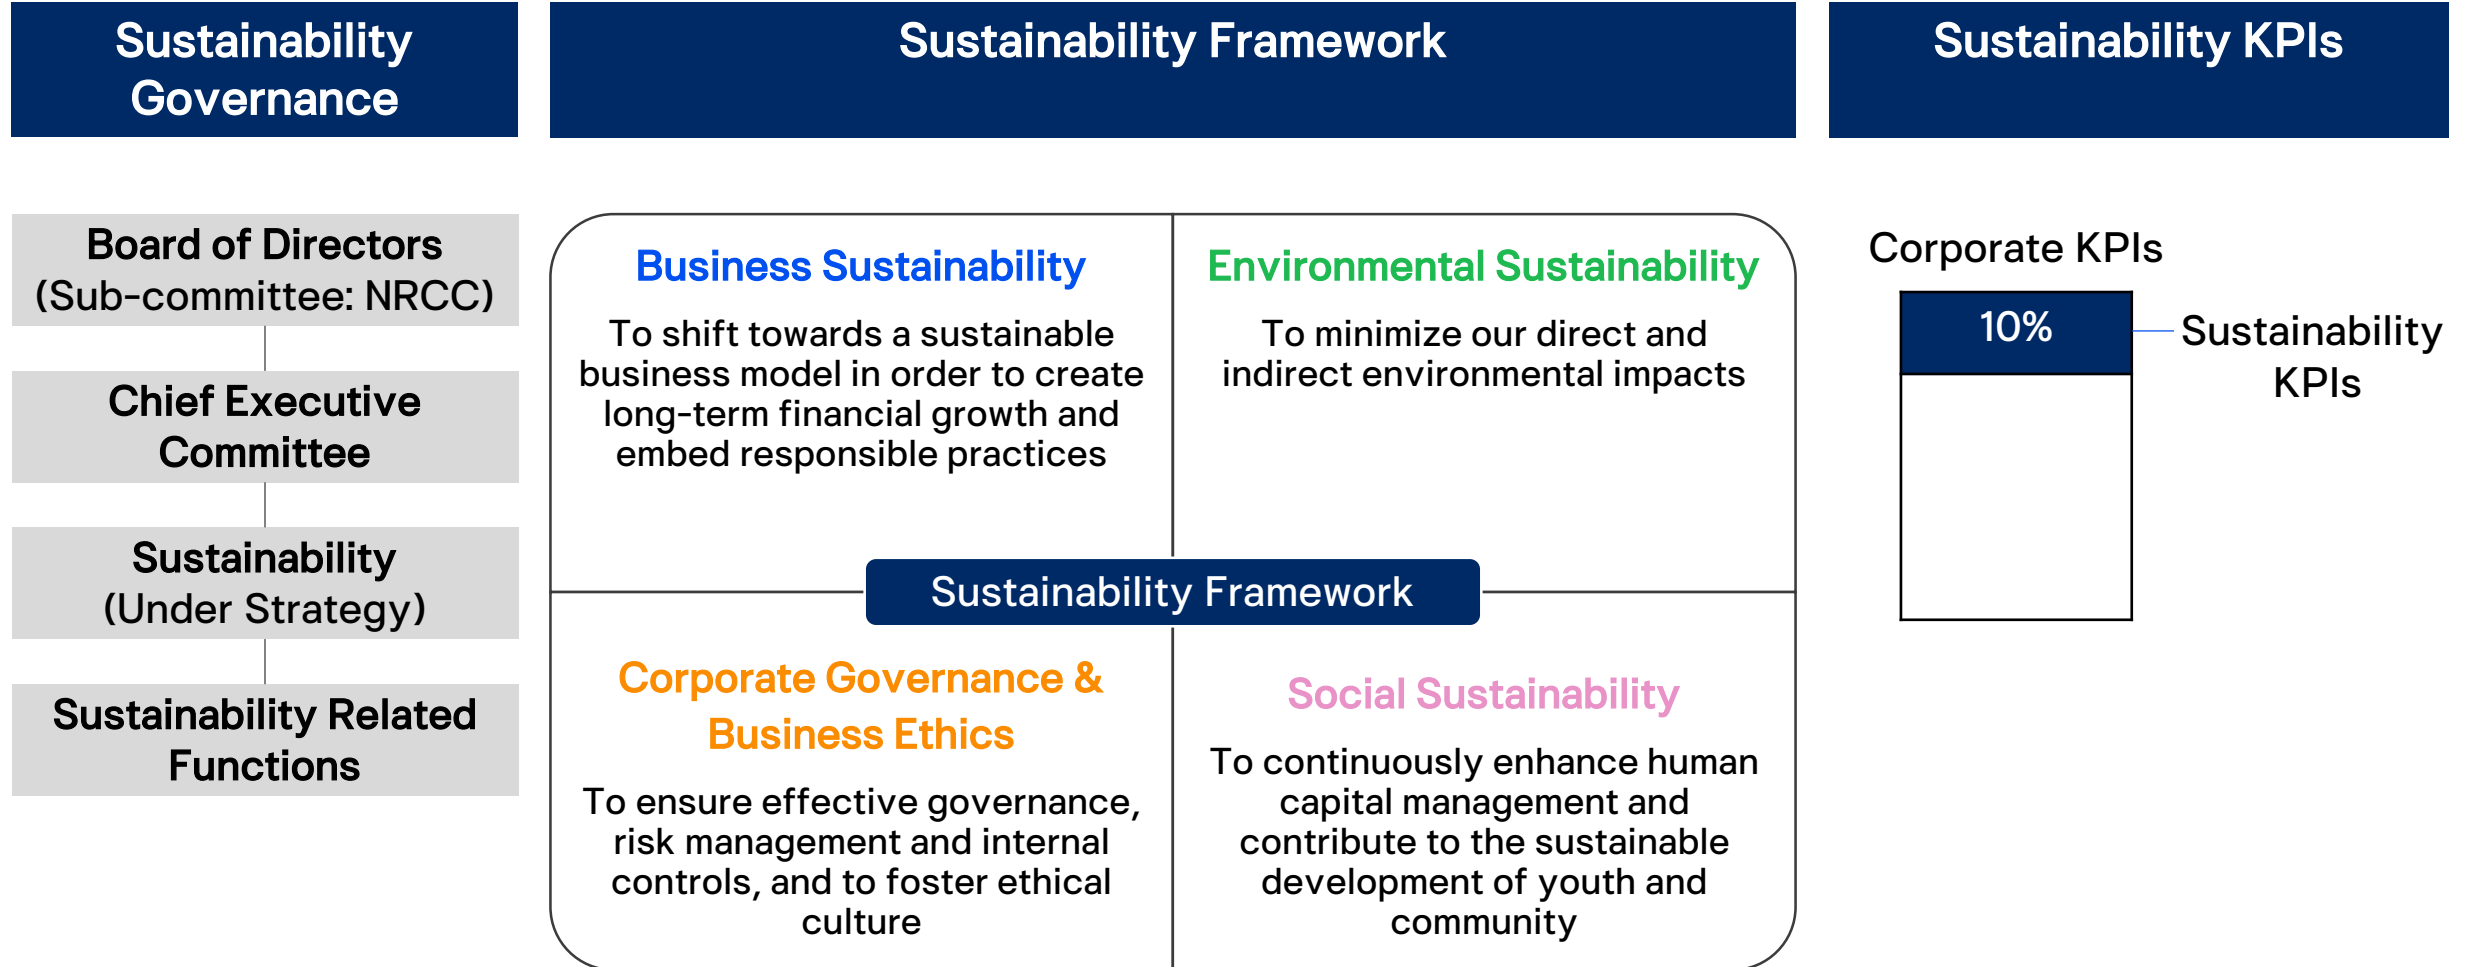 Sustainability
Governance
Sustainability Framework
Sustainability KPIs
Board of Directors
(Sub-committee: NRCC)
Chief Executive
Committee
Sustainability
(Under Strategy)
Sustainability Related
Functions
Business Sustainability
To shift towards a sustainable
business model in order to create
long-term financial growth and
embed responsible practices
Environmental Sustainability
To minimize our direct and
indirect environmental impacts
Sustainability Framework
Corporate Governance &
Business Ethics
To ensure effective governance,
risk management and internal
controls, and to foster ethical
culture
Social Sustainability
To continuously enhance human
capital management and
contribute to the sustainable
development of youth and
community
Corporate KPIs
10%
Sustainability
KPIs